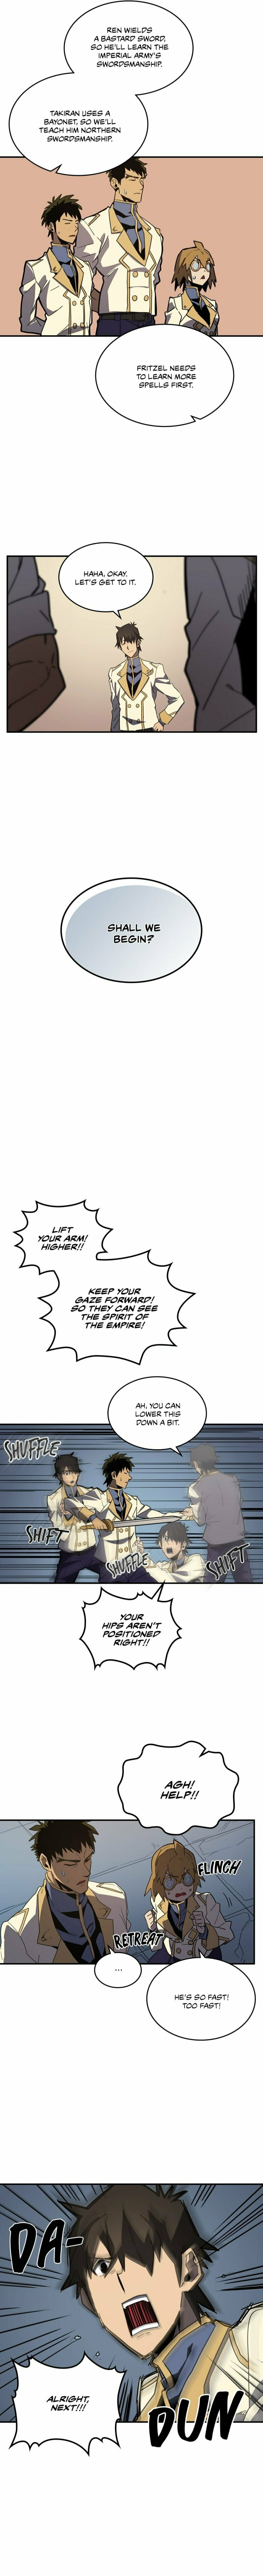 REN WIELDS
A BASTARD SWORD,
SO HE'LL LEARN THE
IMPERIAL ARMY'S
SWORDSMANSHIP.
TAKIRAN USES A
BAYONET, SO WE'LL
TEACH HIM NORTHERN
SWORDSMANSHIP.
FRITZEL NEEDS
TO LEARN MORE
SPELLS FIRST.
HAHA, OKAY.
LET'S GET TO IT.
SHALL WE
BEGIN?
LIFT
YOUR ARM!
HIGHER!!
KEEP YOUR
GAZE FORWARD!
SO THEY CAN SEE
THE SPIRIT OF
THE EMPIRE!
AH, YOU CAN
LOWER THIS
DOWN A BIT.
SHUFFLE
SHIFT
SHUFFLE
SHIFT
YOUR
HIPS AREN'T
POSITIONED
RIGHT!!
AGH!
HELP!!
FLINCH
RETREAT
...
HE'S SO FAST!
TOO FAST!
DA-
ALRIGHT,
NEXT!!!
DUN